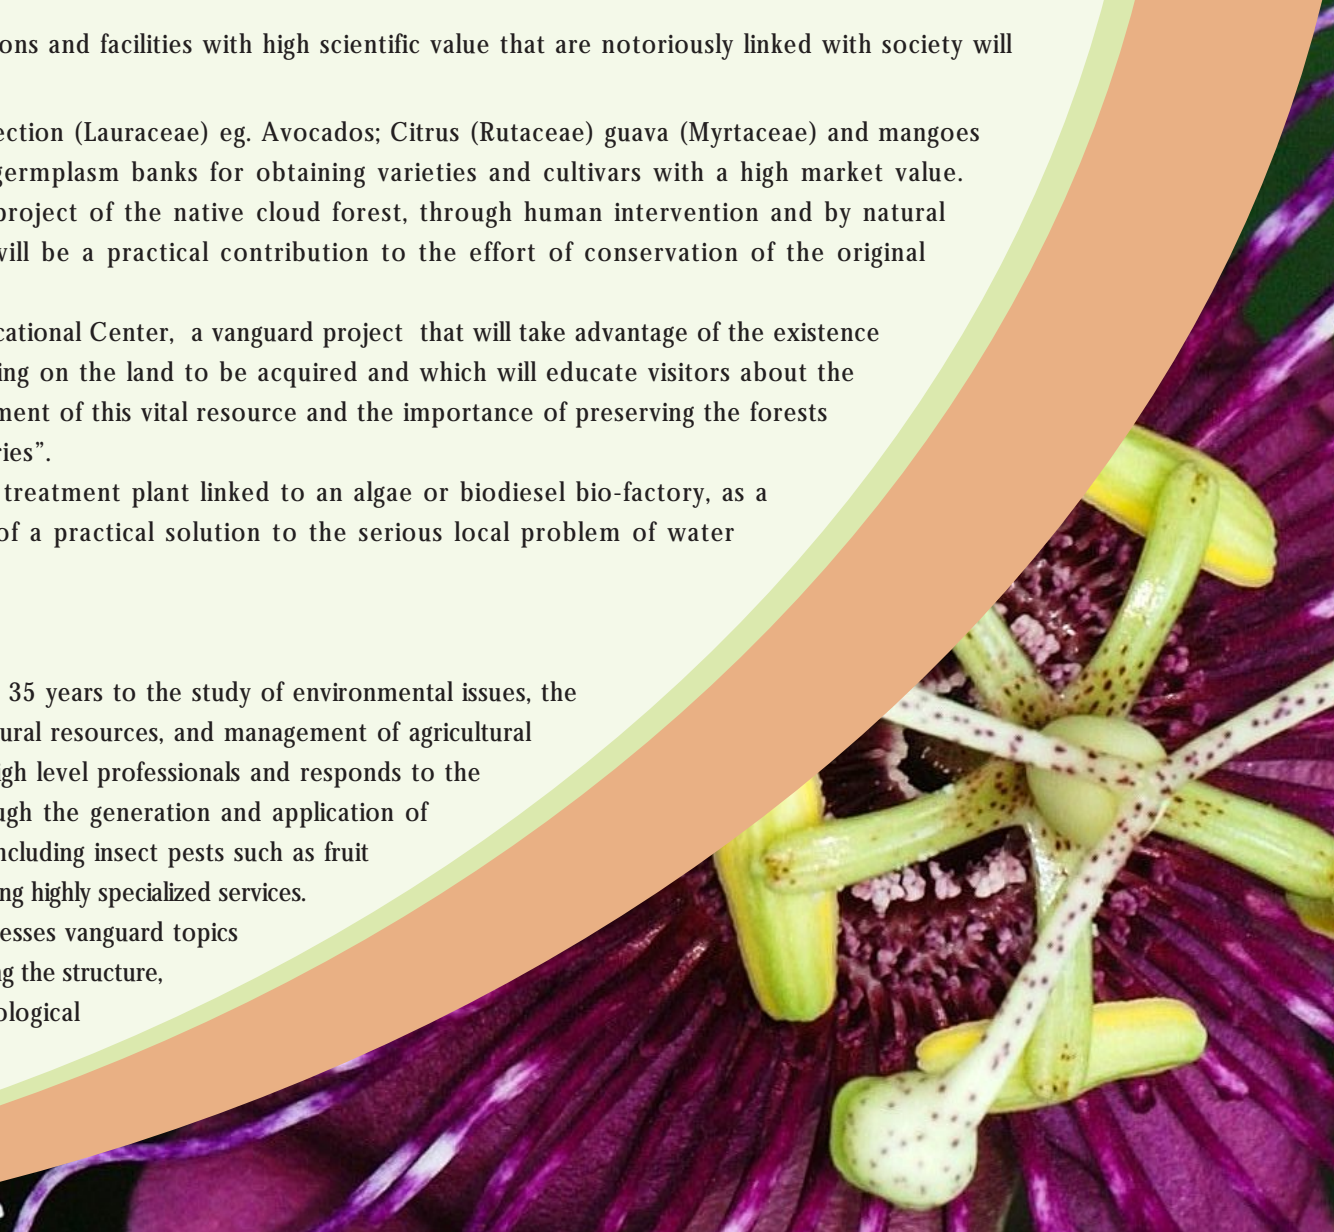 ons and facilities with high scientific value that are notoriously linked with society will
ection (Lauraceae) eg. Avocados; Citrus (Rutaceae) guava (Myrtaceae) and mangoes
germplasm banks for obtaining varieties and cultivars with a high market value.
project of the native cloud forest, through human intervention and by natural
will be a practical contribution to the effort of conservation of the original
cational Center, a vanguard project that will take advantage of the existence
ing on the land to be acquired and which will educate visitors about the
ment of this vital resource and the importance of preserving the forests
ries”.
treatment plant linked to an algae or biodiesel bio-factory, as a
of a practical solution to the serious local problem of water
35 years to the study of environmental issues, the
ural resources, and management of agricultural
igh level professionals and responds to the
ugh the generation and application of
ncluding insect pests such as fruit
ng highly specialized services.
esses vanguard topics
ng the structure,
ological